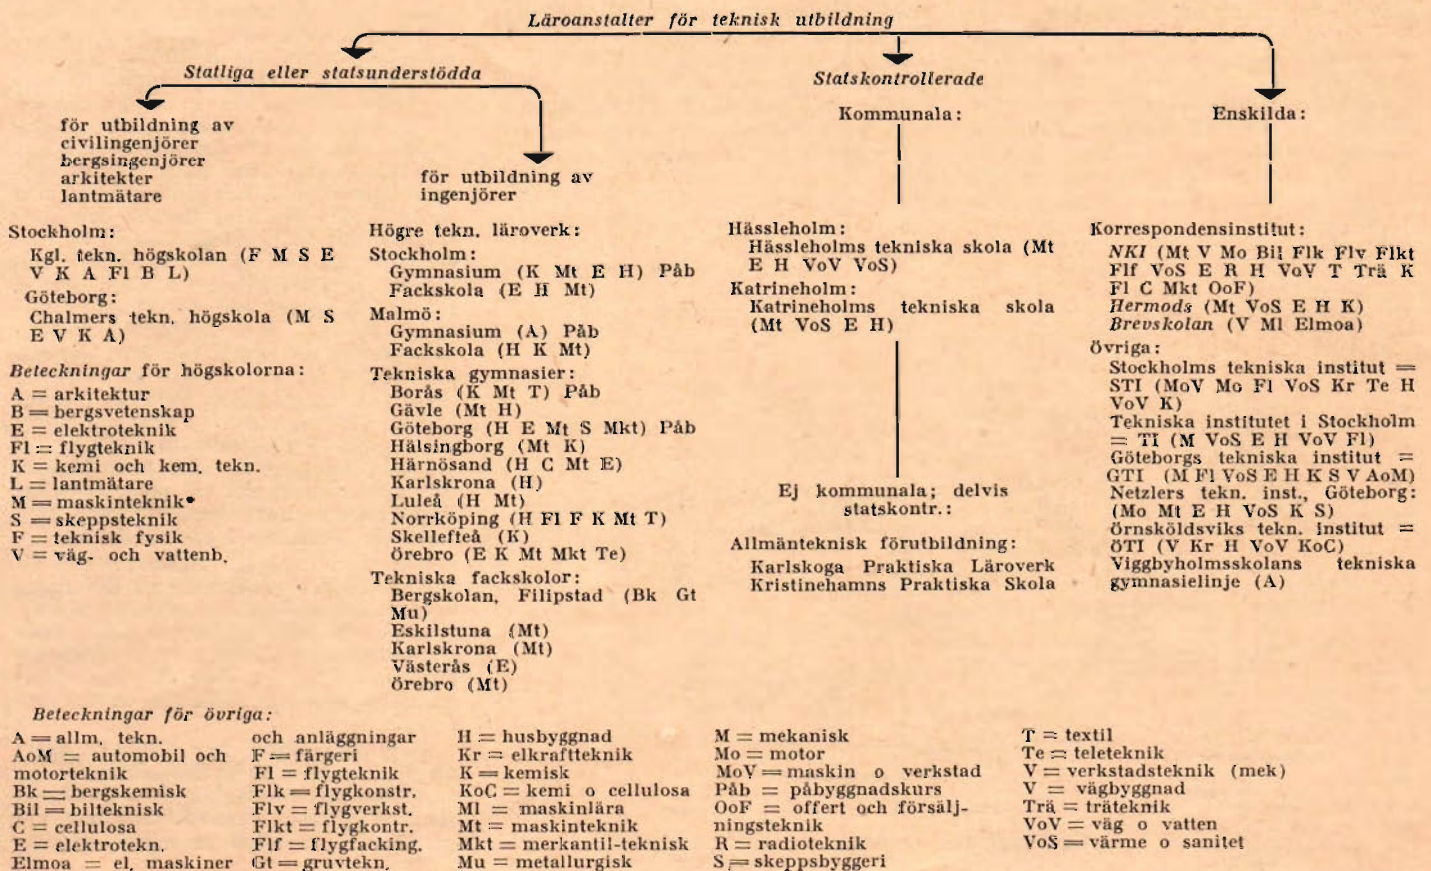 Läroanstalter för teknisk utbildning
Statliga eller statsunderstödda
för utbildning av
civilingenjörer
bergsingenjörer
arkitekter
lantmätare
Stockholm:
Kgl. tekn. högskolan (F M S E
V K A Fl B L)
Göteborg:
Chalmers tekn. högskola (M S
E V K A)
Beteckningar för högskolorna:
A = arkitektur
B = bergsvetenskap
E = elektroteknik
Fl = flygteknik
K = kemi och kem. tekn.
L = lantmätare
M = maskinteknik
S = skeppsteknik
F = teknisk fysik
V = väg- och vattenb.
för utbildning av
ingenjörer
Högre tekn. läroverk:
Stockholm:
Gymnasium (K Mt E H) Påb
Fackskola (E H Mt)
Malmö:
Gymnasium (A) Påb
Fackskola (H K Mt)
Tekniska gymnasier:
Borås (K Mt T) Påb
Gävle (Mt H)
Göteborg (H E Mt S Mkt) Påb
Hälsingborg (Mt K)
Härnösand (H C Mt E)
Karlskrona (H)
Luleå (H Mt)
Norrköping (H Fl F K Mt T)
Skellefteå (K)
Örebro (E K Mt Mkt Te)
Tekniska fackskolor:
Bergskolan, Filipstad (Bk Gt
Mu)
Eskilstuna (Mt)
Karlskrona (Mt)
Västerås (E)
Örebro (Mt)
Statskontrollerade
Kommunala:
Hässleholm:
Hässleholms tekniska skola (Mt
E H VoV VoS)
Katrineholm:
Katrineholms tekniska skola
(Mt VoS E H)
Ej kommunala; delvis
statskontr.:
Allmänteknisk förutbildning:
Karlskoga Praktiska Läroverk
Kristinehamns Praktiska Skola
Enskilda:
Korrespondensinstitut:
NKI (Mt V Mo Bil Flk Flv Flkt
Flf VoS E R H VoV T Trä K
Fl C Mkt OoF)
Hermods (Mt VoS E H K)
Brevskolan (V Ml Elmoa)
Övriga:
Stockholms tekniska institut =
STI (MoV Mo Fl VoS Kr Te H
VoV K)
Tekniska institutet i Stockholm
= TI (M VoS E H VoV Fl)
Göteborgs tekniska institut =
GTI (M Fl VoS E H K S V AoM)
Netzlers tekn. inst., Göteborg:
(Mo Mt E H VoS K S)
Örnsköldsviks tekn. institut =
ÖTI (V Kr H VoV KoC)
Viggbyholmsskolans tekniska
gymnasielinje (A)
Beteckningar för övriga:
A = allm. tekn.
AoM = automobil och
motorteknik
Bk = bergskemisk
Bil = bilteknisk
C = cellulosa
E = elektrotekn.
Elmoa = el. maskiner
och anläggningar
F = färgeri
Fl = flygteknik
Flk = flygkonstr.
Flv = flygverkst.
Flkt = flygkontr.
Flf = flygfacking.
Gt = gruvtekn.
H = husbyggnad
Kr = elkraftteknik
K = kemisk
KoC = kemi o cellulosa
Ml = maskinlära
Mt = maskinteknik
Mkt = merkantil-teknisk
Mu = metallurgisk
M = mekanisk
Mo = motor
MoV = maskin o verkstad
Påb = påbyggnadskurs
OoF = offert och försälj-
ningsteknik
R = radioteknik
S = skeppsbyggeri
T = textil
Te = teleteknik
V = verkstadsteknik (mek)
V = vägbyggnad
Trä = träteknik
VoV = väg o vatten
VoS = värme o sanitet